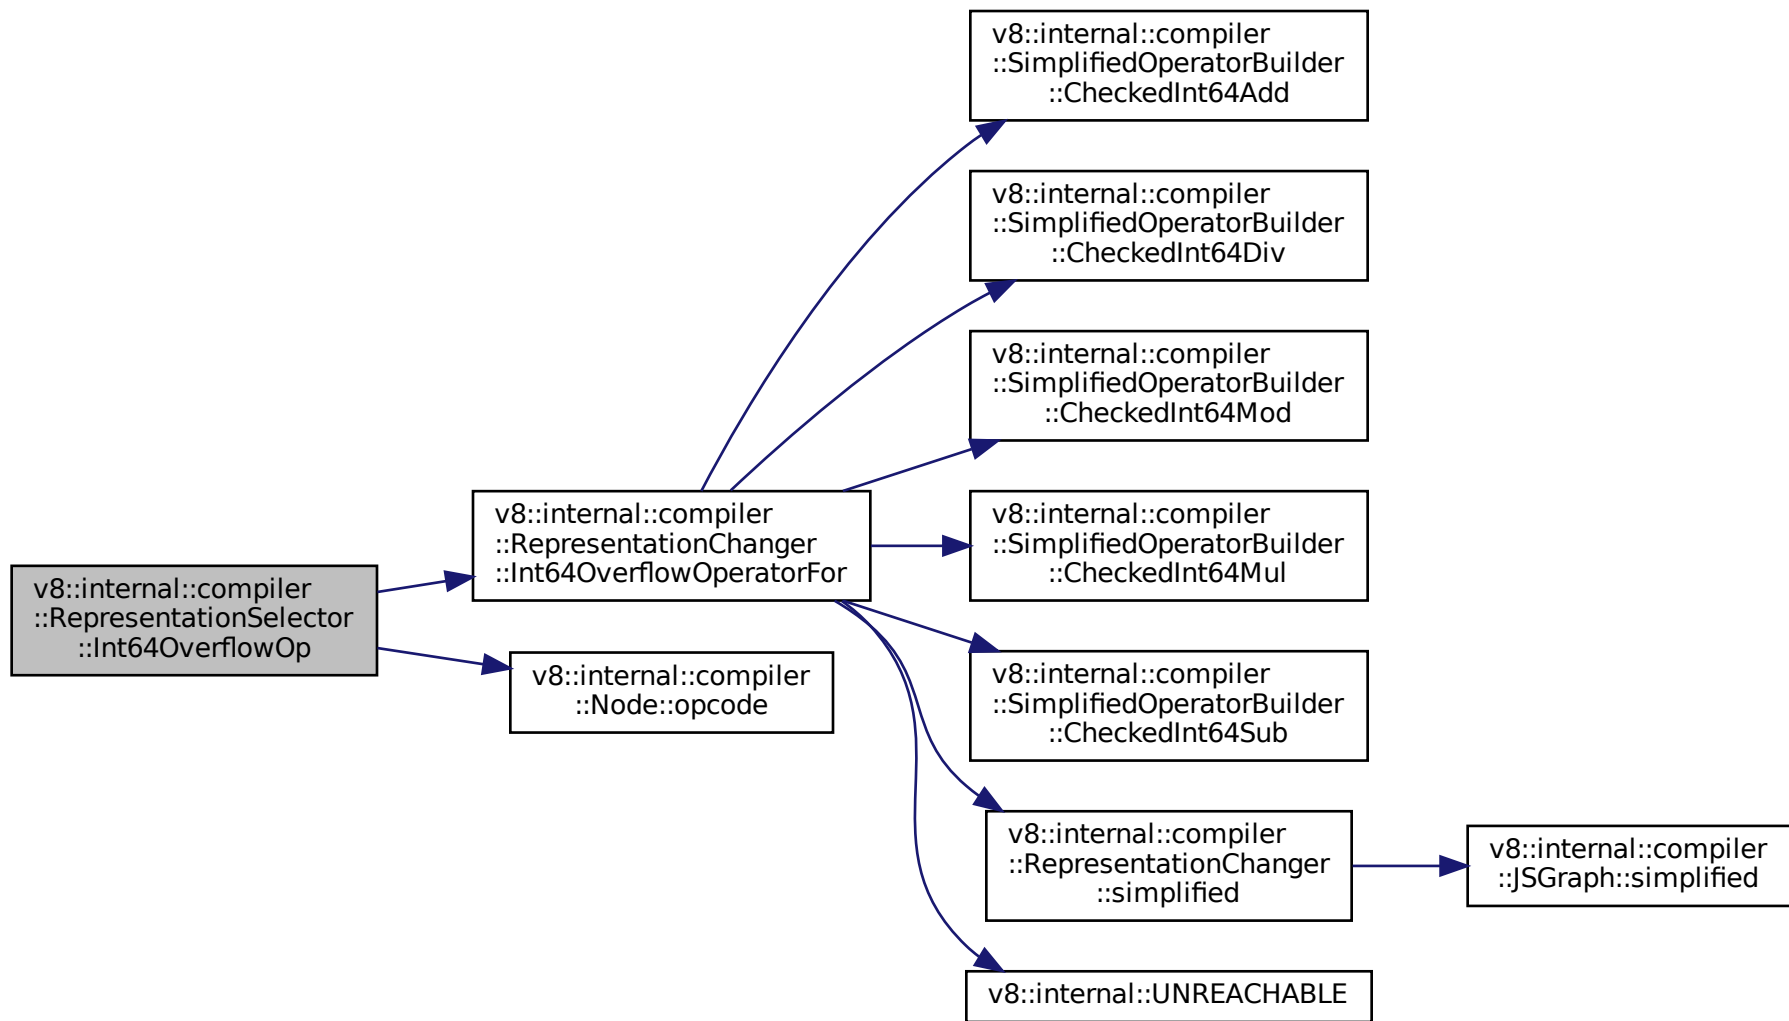 v8::internal::compiler
::RepresentationSelector
::Int64OverflowOp
v8::internal::compiler
::RepresentationChanger
::Int64OverflowOperatorFor
v8::internal::compiler
::Node::opcode
v8::internal::compiler
::SimplifiedOperatorBuilder
::CheckedInt64Add
v8::internal::compiler
::SimplifiedOperatorBuilder
::CheckedInt64Div
v8::internal::compiler
::SimplifiedOperatorBuilder
::CheckedInt64Mod
v8::internal::compiler
::SimplifiedOperatorBuilder
::CheckedInt64Mul
v8::internal::compiler
::SimplifiedOperatorBuilder
::CheckedInt64Sub
v8::internal::compiler
::RepresentationChanger
::simplified
v8::internal::UNREACHABLE
v8::internal::compiler
::JSGraph::simplified